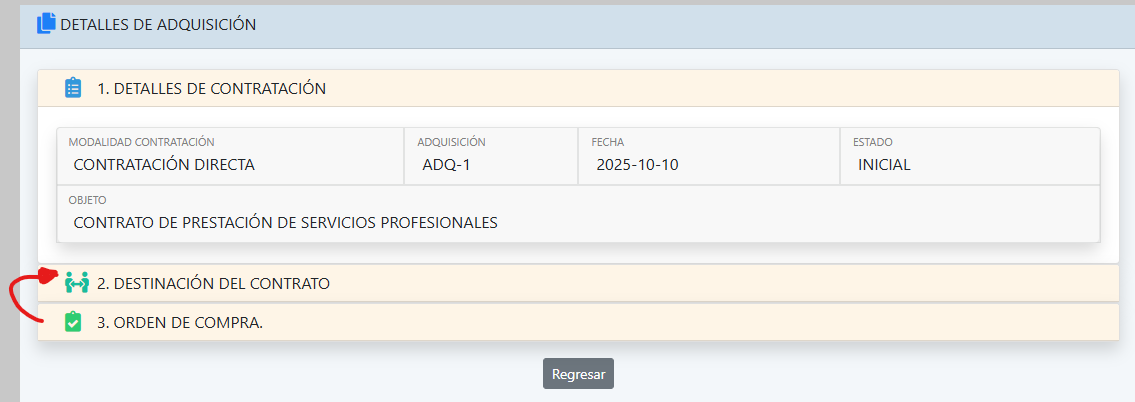 DETALLES DE ADQUISICIÓN
1. DETALLES DE CONTRATACIÓN
MODALIDAD CONTRATACIÓN
CONTRATACIÓN DIRECTA
ADQUISICIÓN
ADQ-1
FECHA
2025-10-10
ESTADO
INICIAL
OBJETO
CONTRATO DE PRESTACIÓN DE SERVICIOS PROFESIONALES
2. DESTINACIÓN DEL CONTRATO
3. ORDEN DE COMPRA.
Regresar